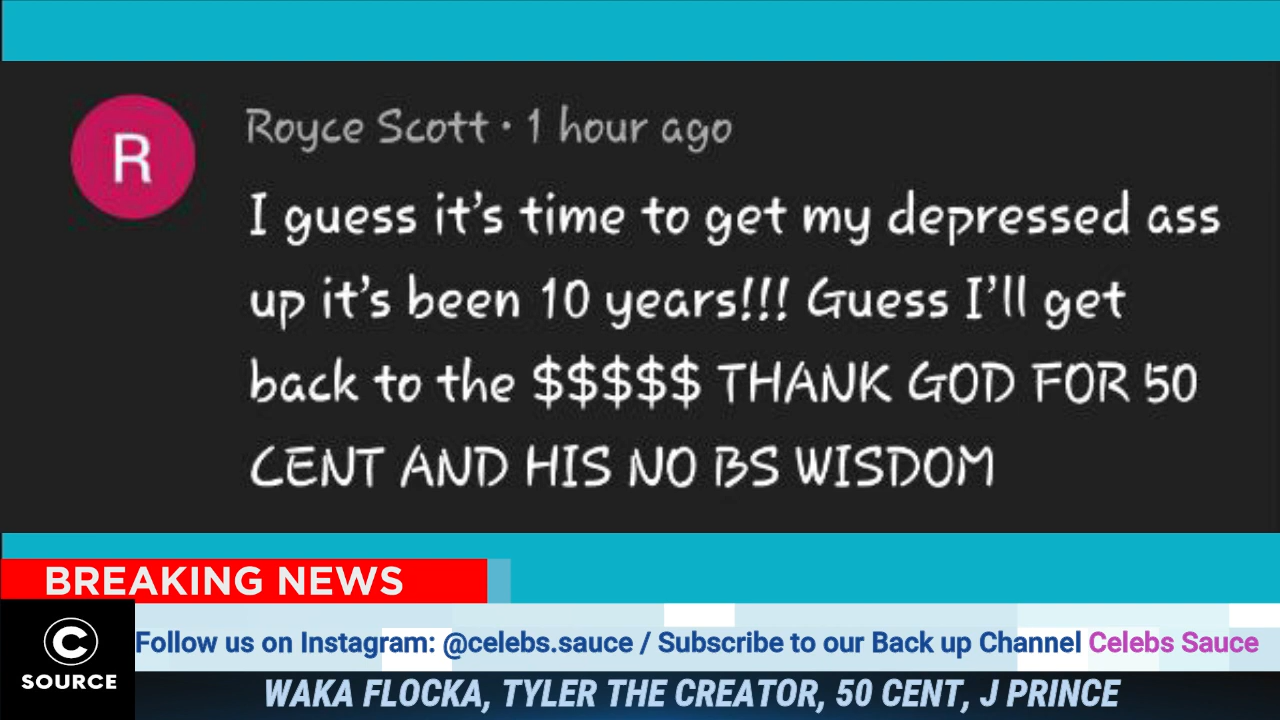 R
Royce Scott • 1 hour ago
I guess it's time to get my depressed ass
up it's been 10 years!!! Guess I'll get
back to the $$$$$ THANK GOD FOR 50
CENT AND HIS NO BS WISDOM
BREAKING NEWS
C
SOURCE
Follow us on Instagram: @celebs.sauce / Subscribe to our Back up Channel Celebs Sauce
WAKA FLOCKA, TYLER THE CREATOR, 50 CENT, J PRINCE